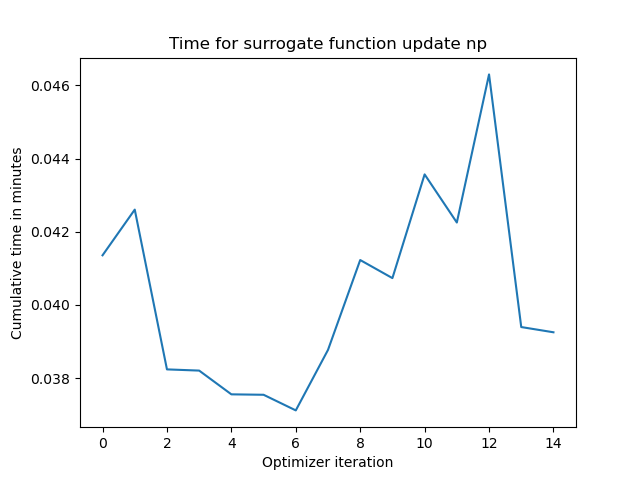 Time for surrogate function update np
Cumulative time in minutes
0.046
0.044
0.042
0.040
0.038
0 2 4 6 8 10 12 14
Optimizer iteration